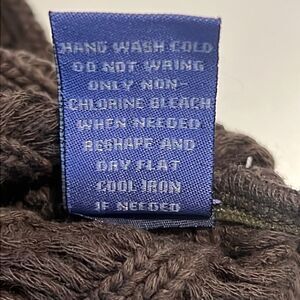 HAND WASH COLD
DO NOT WRING
ONLY NON-
CHLORINE BLEACH
WHEN NEEDED.
RESHAPE AND
DRY FLAT
COOL IRON
IF NEEDED